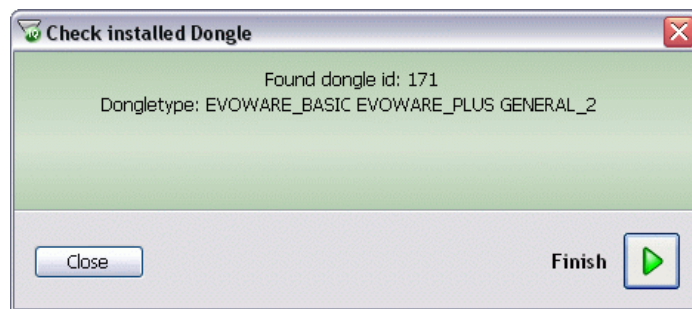 Check installed Dongle
Found dongle id: 171
Dongletype: EVOWARE_BASIC EVOWARE_PLUS GENERAL_2
Close
Finish